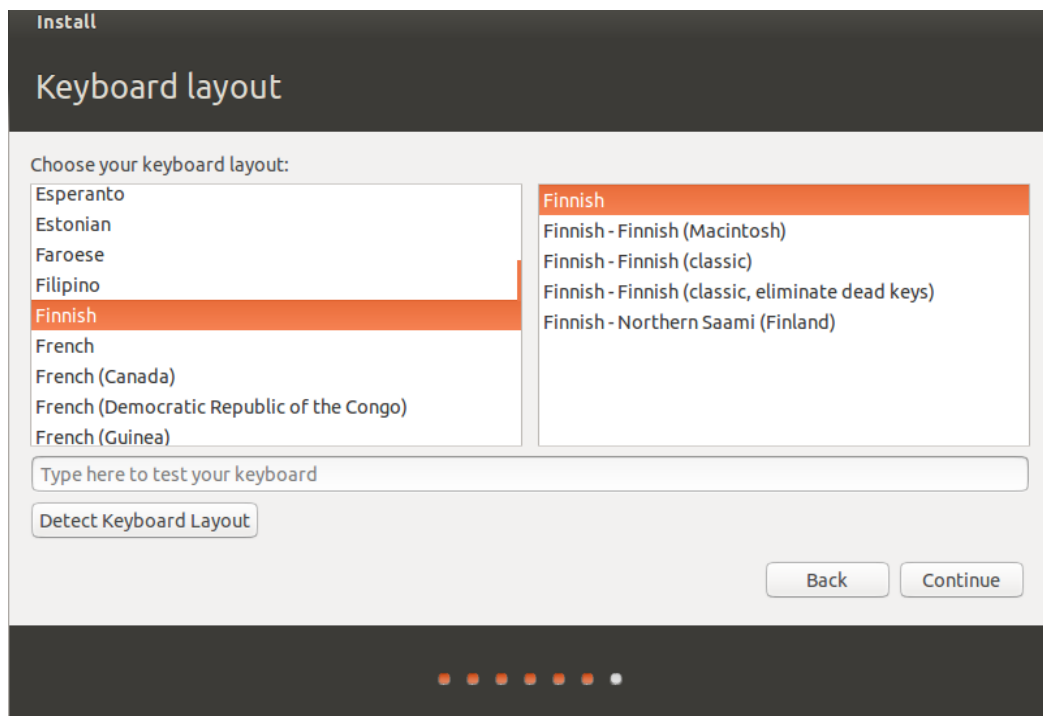 Install
Keyboard layout
Choose your keyboard layout:
Esperanto
Estonian
Faroese
Filipino
Finnish
French
French (Canada)
French (Democratic Republic of the Congo)
French (Guinea)
Finnish
Finnish - Finnish (Macintosh)
Finnish - Finnish (classic)
Finnish - Finnish (classic, eliminate dead keys)
Finnish - Northern Saami (Finland)
Type here to test your keyboard
Detect Keyboard Layout
Back
Continue